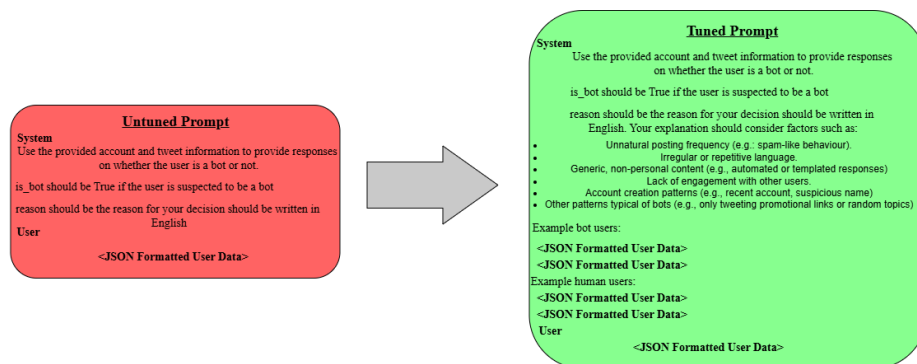 Untuned Prompt
System
Use the provided account and tweet information to provide responses
on whether the user is a bot or not.
is_bot should be True if the user is suspected to be a bot
reason should be the reason for your decision should be written in
English
User
<JSON Formatted User Data>
Tuned Prompt
System
Use the provided account and tweet information to provide responses
on whether the user is a bot or not.
is_bot should be True if the user is suspected to be a bot
reason should be the reason for your decision should be written in
English. Your explanation should consider factors such as:
• Unnatural posting frequency (e.g.: spam-like behaviour).
• Irregular or repetitive language.
• Generic, non-personal content (e.g., automated or templated responses)
• Lack of engagement with other users.
• Account creation patterns (e.g., recent account, suspicious name)
• Other patterns typical of bots (e.g., only tweeting promotional links or random topics)
Example bot users:
<JSON Formatted User Data>
<JSON Formatted User Data>
Example human users:
<JSON Formatted User Data>
<JSON Formatted User Data>
User
<JSON Formatted User Data>